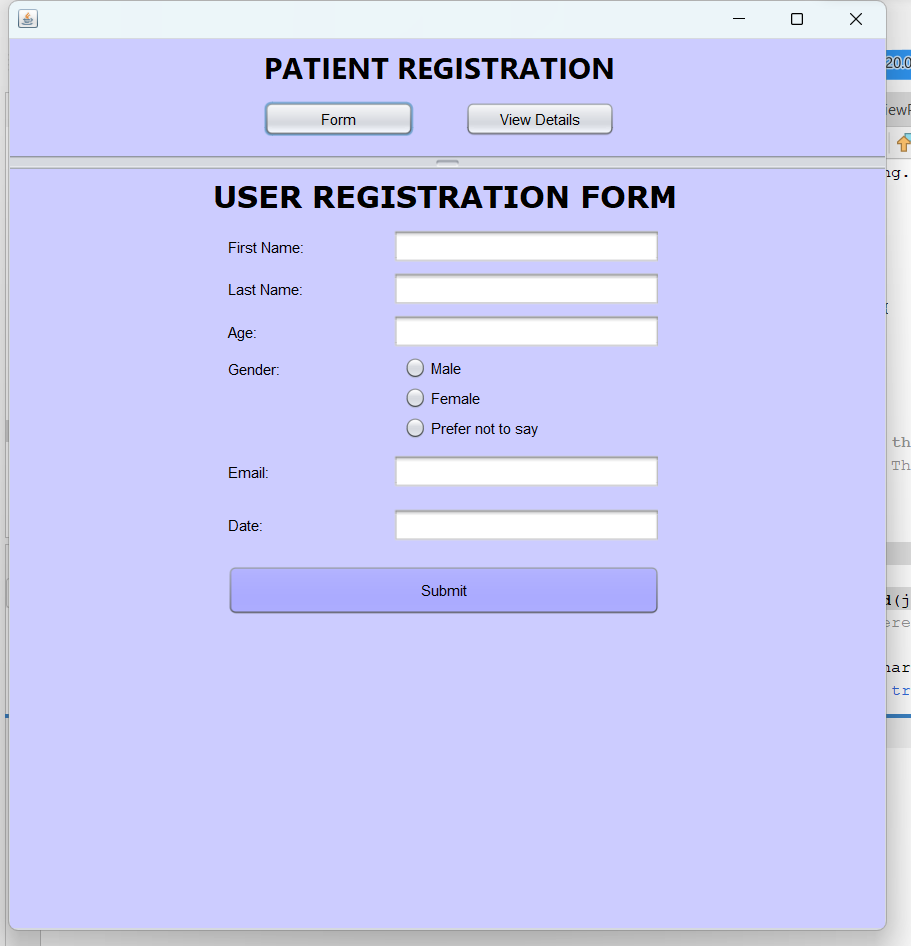 PATIENT REGISTRATION
Form View Details
USER REGISTRATION FORM
First Name:
Last Name:
Age:
Gender: Male
Female
Prefer not to say
Email:
Date:
Submit
20.0
ng.
th
Th
d(j
ere
har
tr